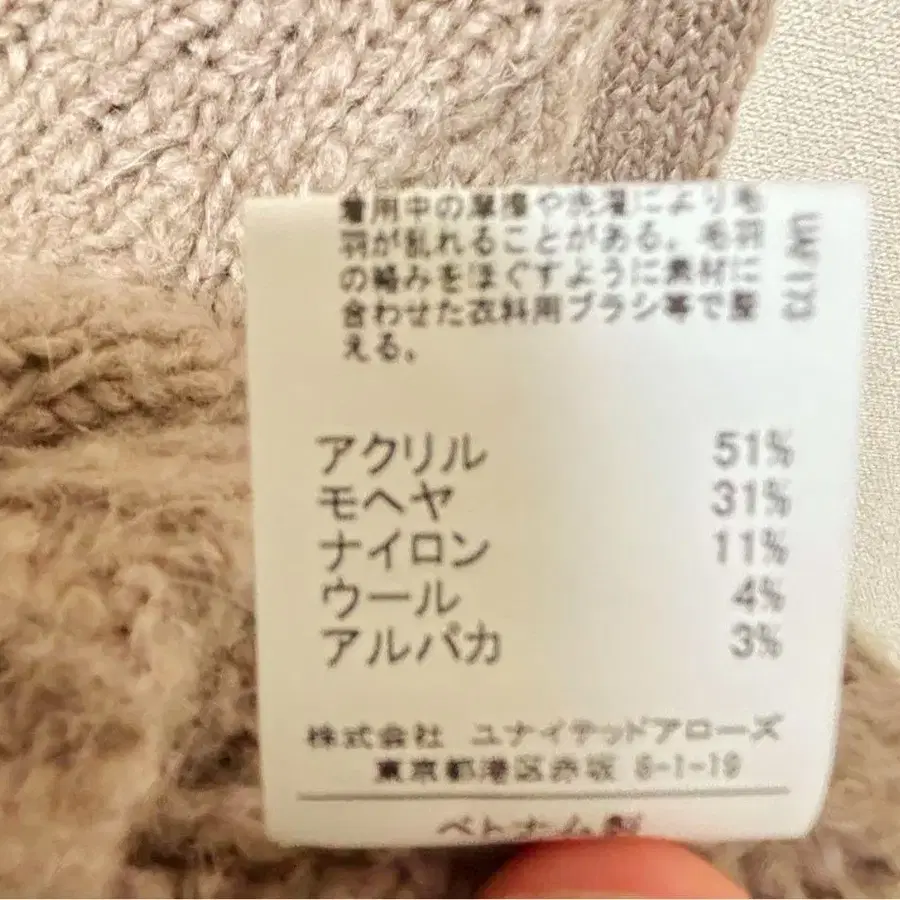 着用中の摩擦や洗濯により毛
羽が乱れることがある。毛羽
の絡みをほぐすように素材に
合わせた衣料用ブラシ等で整
える。
アクリル 51%
モヘヤ 31%
ナイロン 11%
ウール 4%
アルパカ 3%
株式会社 ユナイテッドアローズ
東京都港区赤坂 8-1-19
ベトナム製